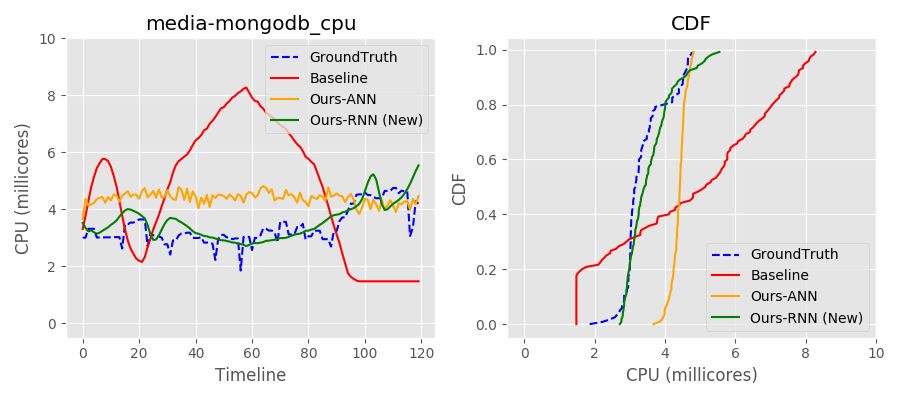 media-mongodb_cpu
CPU (millicores)
10
8
6
4
2
0
GroundTruth
Baseline
Ours-ANN
Ours-RNN (New)
0 20 40 60 80 100 120
Timeline
CDF
CDF
1.0
0.8
0.6
0.4
0.2
0.0
GroundTruth
Baseline
Ours-ANN
Ours-RNN (New)
0 2 4 6 8 10
CPU (millicores)